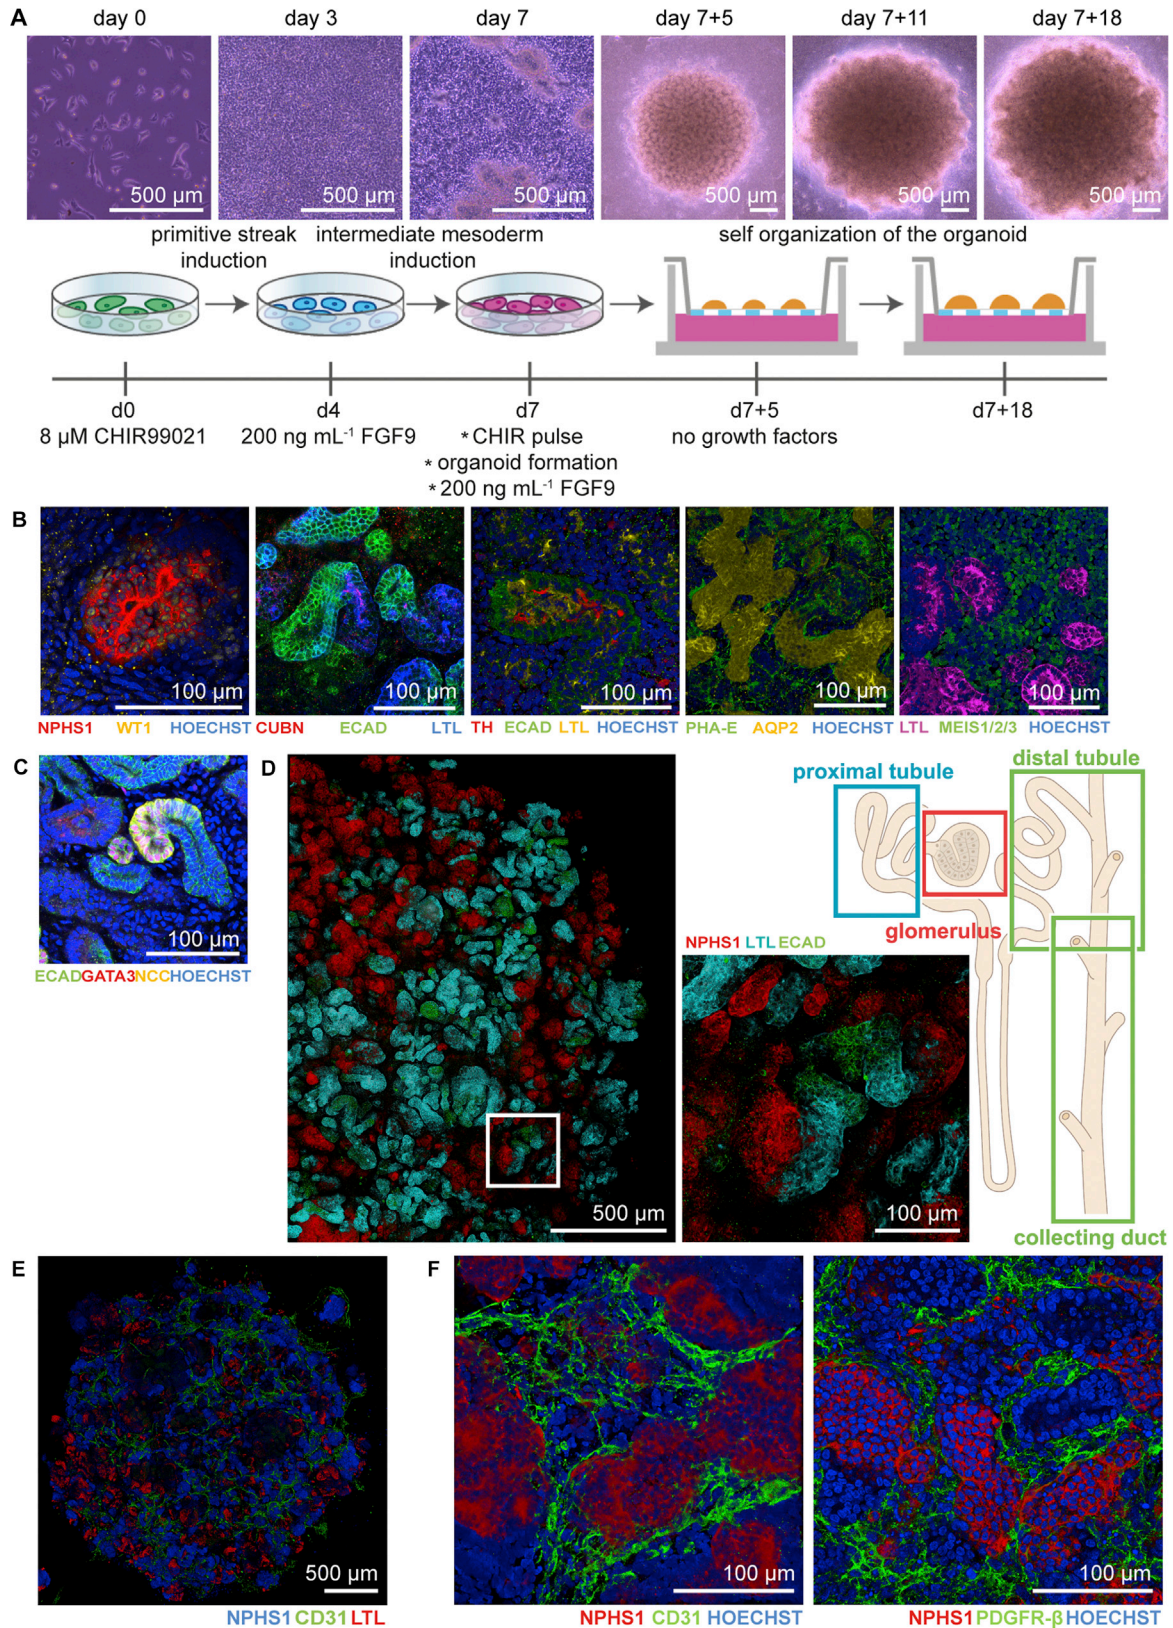 A
day 0 day 3 day 7 day 7+5 day 7+11 day 7+18
500 µm 500 µm 500 µm 500 µm 500 µm 500 µm
primitive streak induction
intermediate mesoderm induction
self organization of the organoid
d0 d4 d7 d7+5 d7+18
8 µM CHIR99021
200 ng mL⁻¹ FGF9
* CHIR pulse
* organoid formation
* 200 ng mL⁻¹ FGF9
no growth factors
B
100 µm 100 µm 100 µm 100 µm 100 µm
NPHS1 WT1 HOECHST
CUBN ECAD LTL
TH ECAD LTL HOECHST
PHA-E AQP2 HOECHST
LTL MEIS1/2/3 HOECHST
C
100 µm
ECADGATA3NCCHOECHST
D
500 µm
NPHS1 LTL ECAD
100 µm
proximal tubule
distal tubule
glomerulus
collecting duct
E
500 µm
NPHS1 CD31 LTL
F
100 µm
NPHS1 CD31 HOECHST
100 µm
NPHS1 PDGFR-β HOECHST